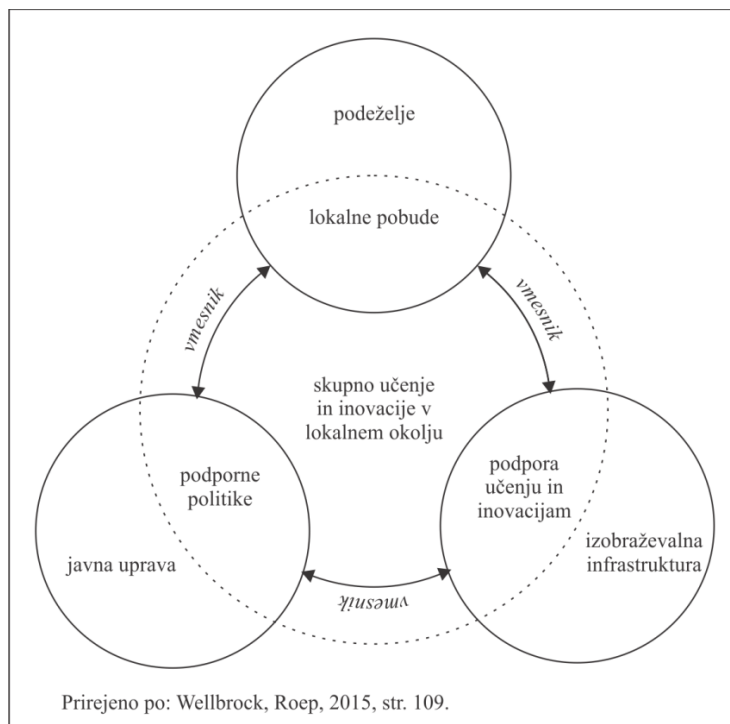 podeželje
lokalne pobude
vmesnik
vmesnik
skupno učenje
in inovacije v
lokalnem okolju
podporne
politike
javna uprava
podpora
učenju in
inovacijam
izobraževalna
infrastruktura
vmesnik
Prirejeno po: Wellbrock, Roep, 2015, str. 109.